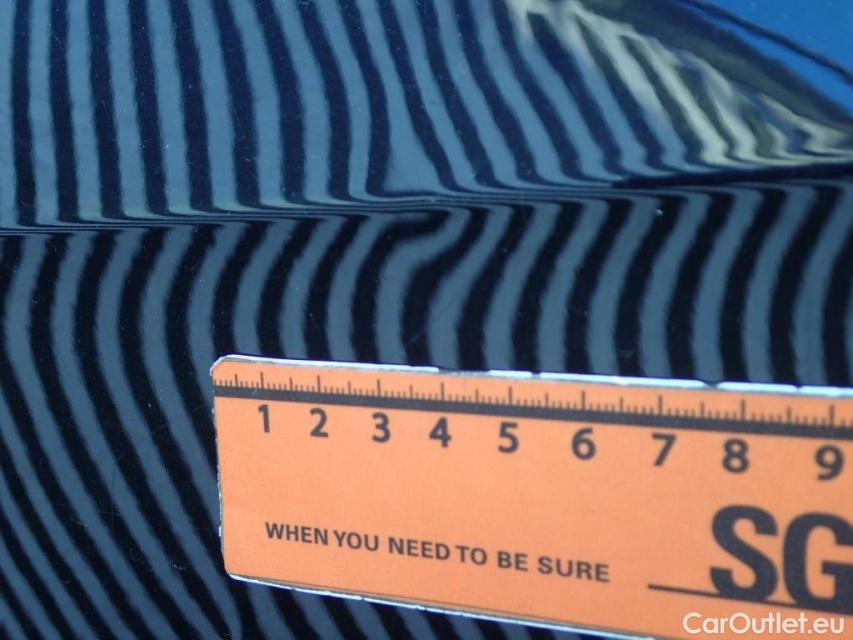 1 2 3 4 5 6 7 8 9
WHEN YOU NEED TO BE SURE
SG
CarOutlet.eu